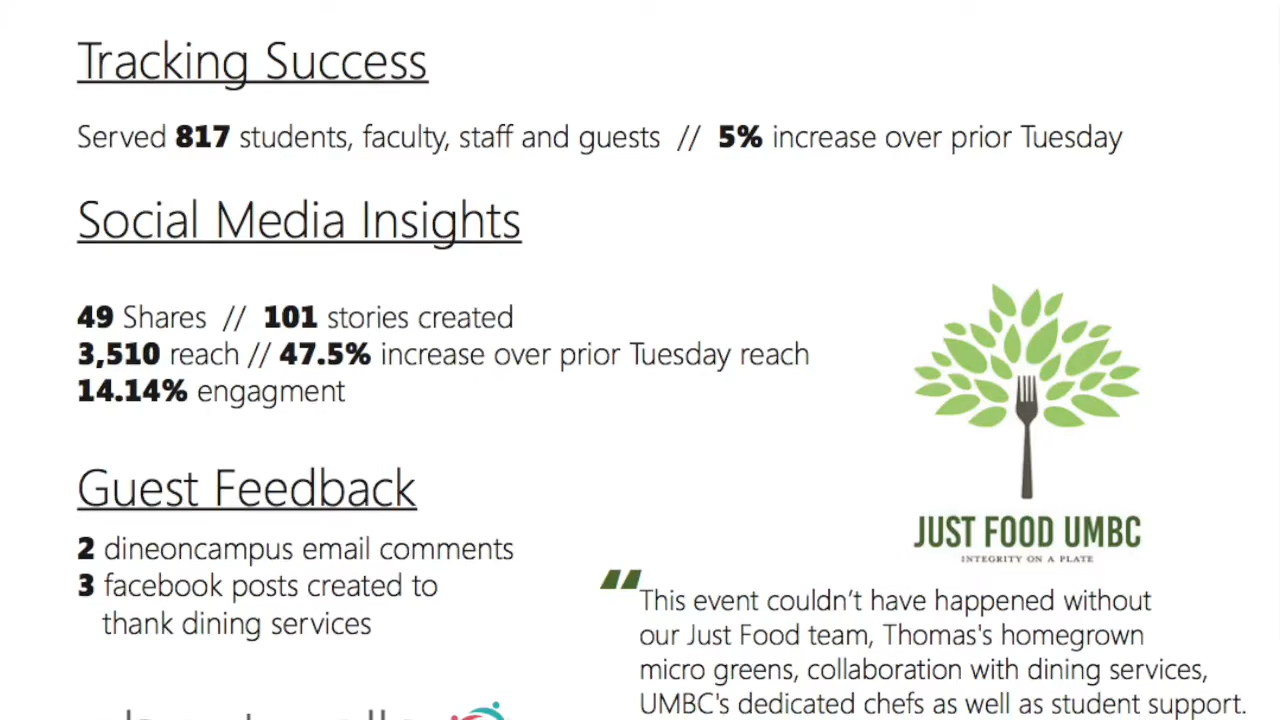 Tracking Success
Served 817 students, faculty, staff and guests // 5% increase over prior Tuesday
Social Media Insights
49 Shares // 101 stories created
3,510 reach // 47.5% increase over prior Tuesday reach
14.14% engagment
Guest Feedback
2 dineoncampus email comments
3 facebook posts created to
thank dining services
JUST FOOD UMBC
INTEGRITY ON A PLATE
“This event couldn’t have happened without
our Just Food team, Thomas's homegrown
micro greens, collaboration with dining services,
UMBC's dedicated chefs as well as student support.